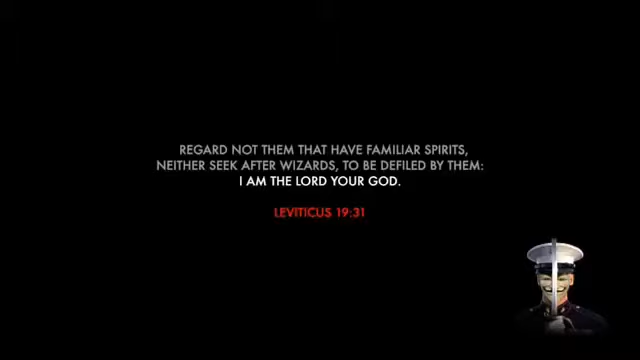 REGARD NOT THEM THAT HAVE FAMILIAR SPIRITS,
NEITHER SEEK AFTER WIZARDS, TO BE DEFILED BY THEM:
I AM THE LORD YOUR GOD.
LEVITICUS 19:31